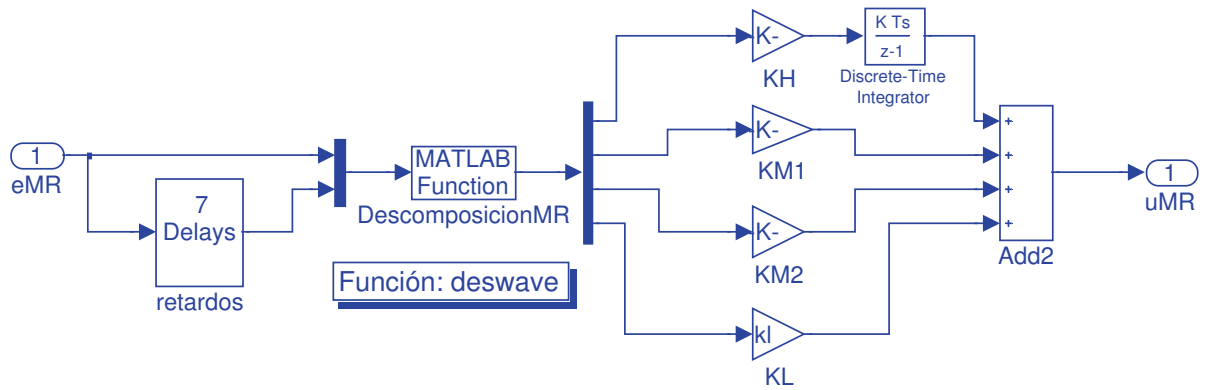 1
eMR
7
Delays
retardos
MATLAB
Function
DescomposicionMR
Función: deswave
K-
KH
K Ts
z-1
Discrete-Time
Integrator
K-
KM1
K-
KM2
kl
KL
+
+
+
+
Add2
1
uMR